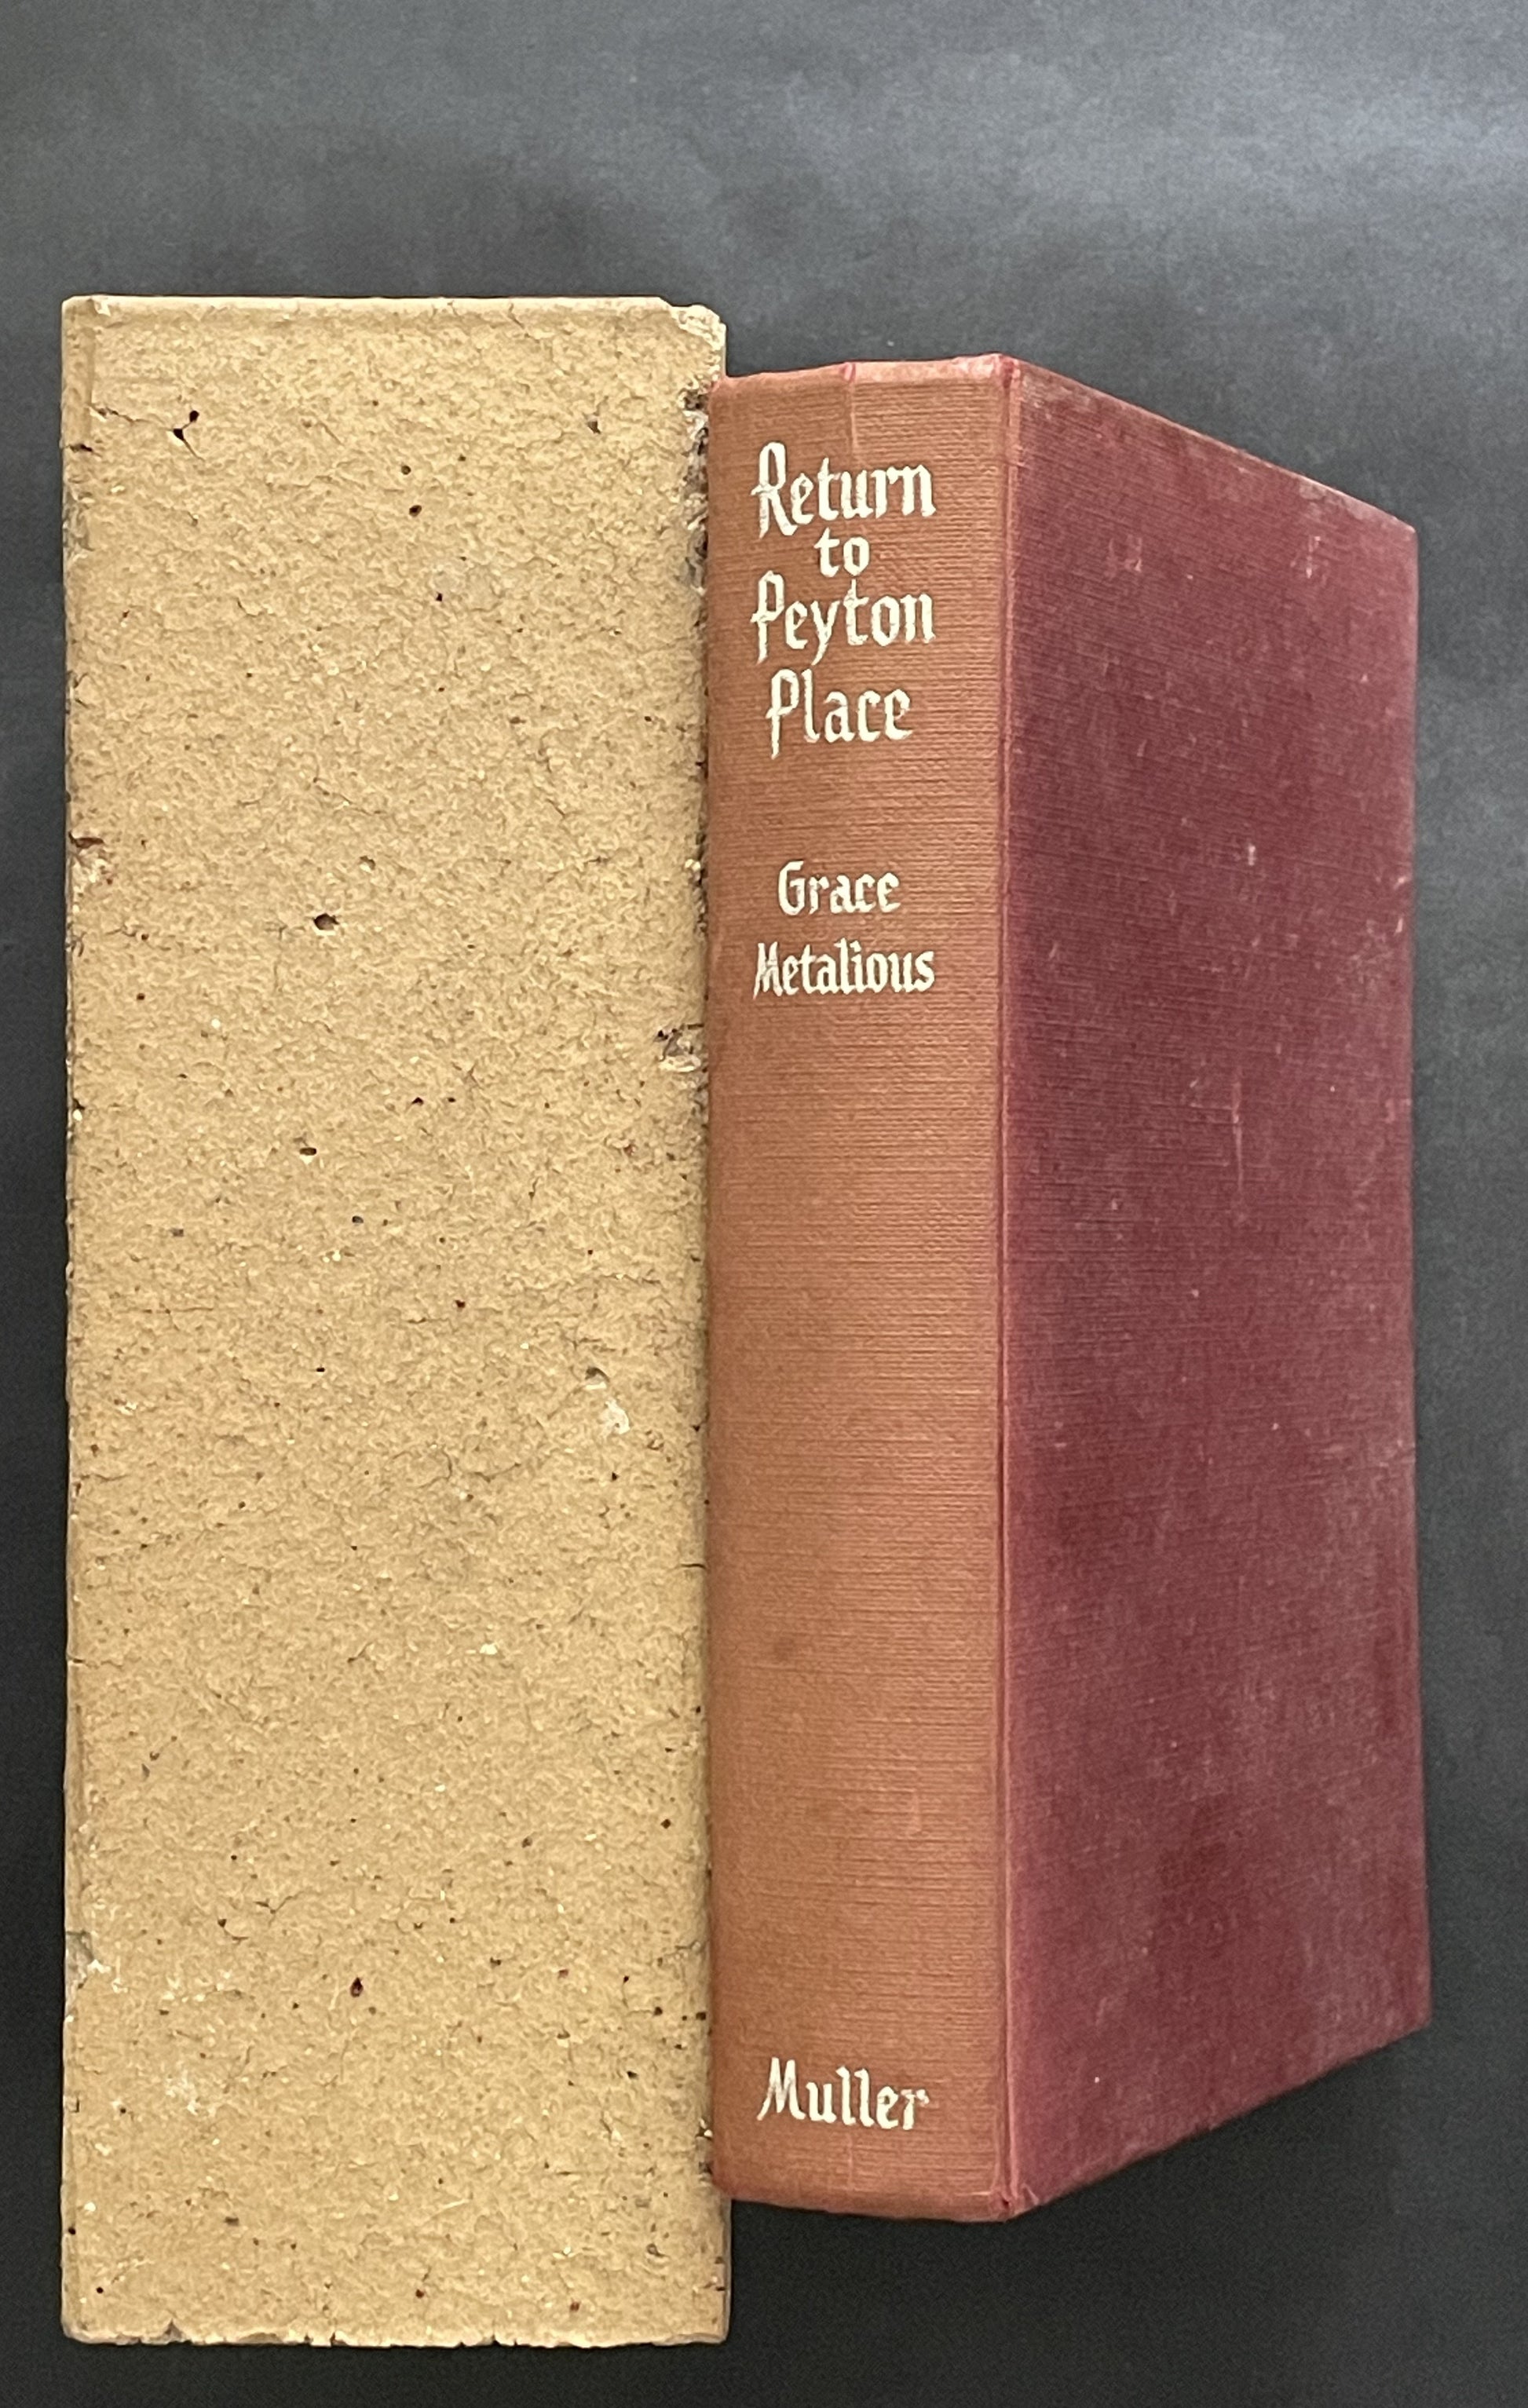 Return
to
Peyton
Place
Grace
Metalious
Muller